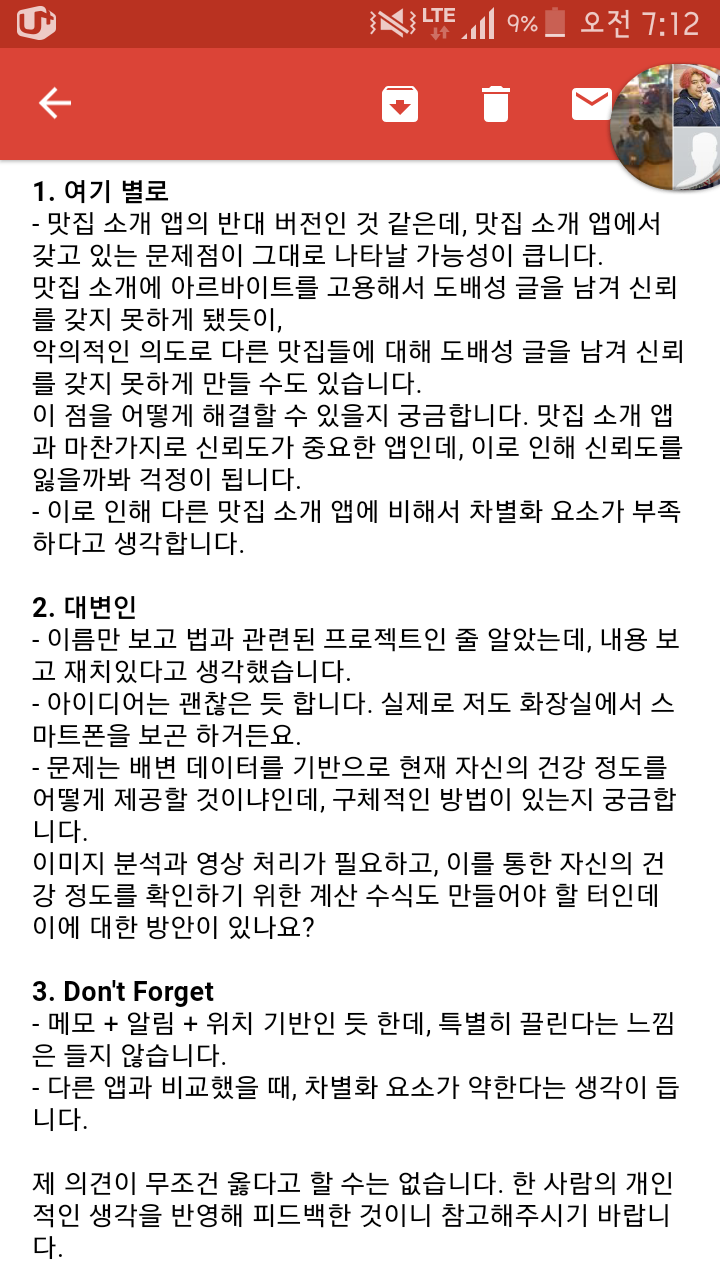 U+ LTE 9% 오전 7:12
1. 여기 별로
- 맛집 소개 앱의 반대 버전인 것 같은데, 맛집 소개 앱에서
갖고 있는 문제점이 그대로 나타날 가능성이 큽니다.
맛집 소개에 아르바이트를 고용해서 도배성 글을 남겨 신뢰
를 갖지 못하게 됐듯이,
악의적인 의도로 다른 맛집들에 대해 도배성 글을 남겨 신뢰
를 갖지 못하게 만들 수도 있습니다.
이 점을 어떻게 해결할 수 있을지 궁금합니다. 맛집 소개 앱
과 마찬가지로 신뢰도가 중요한 앱인데, 이로 인해 신뢰도를
잃을까봐 걱정이 됩니다.
- 이로 인해 다른 맛집 소개 앱에 비해서 차별화 요소가 부족
하다고 생각합니다.
2. 대변인
- 이름만 보고 법과 관련된 프로젝트인 줄 알았는데, 내용 보
고 재치있다고 생각했습니다.
- 아이디어는 괜찮은 듯 합니다. 실제로 저도 화장실에서 스
마트폰을 보곤 하거든요.
- 문제는 배변 데이터를 기반으로 현재 자신의 건강 정도를
어떻게 제공할 것이냐인데, 구체적인 방법이 있는지 궁금합
니다.
이미지 분석과 영상 처리가 필요하고, 이를 통한 자신의 건
강 정도를 확인하기 위한 계산 수식도 만들어야 할 터인데
이에 대한 방안이 있나요?
3. Don't Forget
- 메모 + 알림 + 위치 기반인 듯 한데, 특별히 끌린다는 느낌
은 들지 않습니다.
- 다른 앱과 비교했을 때, 차별화 요소가 약한다는 생각이 듭
니다.
제 의견이 무조건 옳다고 할 수는 없습니다. 한 사람의 개인
적인 생각을 반영해 피드백한 것이니 참고해주시기 바랍니
다.